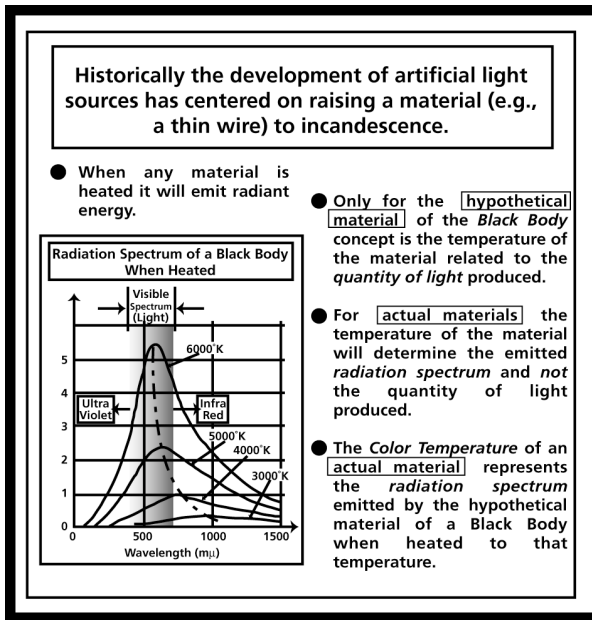 Historically the development of artificial light
sources has centered on raising a material (e.g.,
a thin wire) to incandescence.
● When any material is
heated it will emit radiant
energy.
Radiation Spectrum of a Black Body
When Heated
Visible
Spectrum
(Light)
6000°K
5
4
Ultra
Violet
Infra
Red
3
5000°K
4000°K
2
3000°K
1
0
0 500 1000 1500
Wavelength (mμ)
● Only for the hypothetical
material of the Black Body
concept is the temperature of
the material related to the
quantity of light produced.
● For actual materials the
temperature of the material
will determine the emitted
radiation spectrum and not
the quantity of light
produced.
● The Color Temperature of an
actual material represents
the radiation spectrum
emitted by the hypothetical
material of a Black Body
when heated to that
temperature.